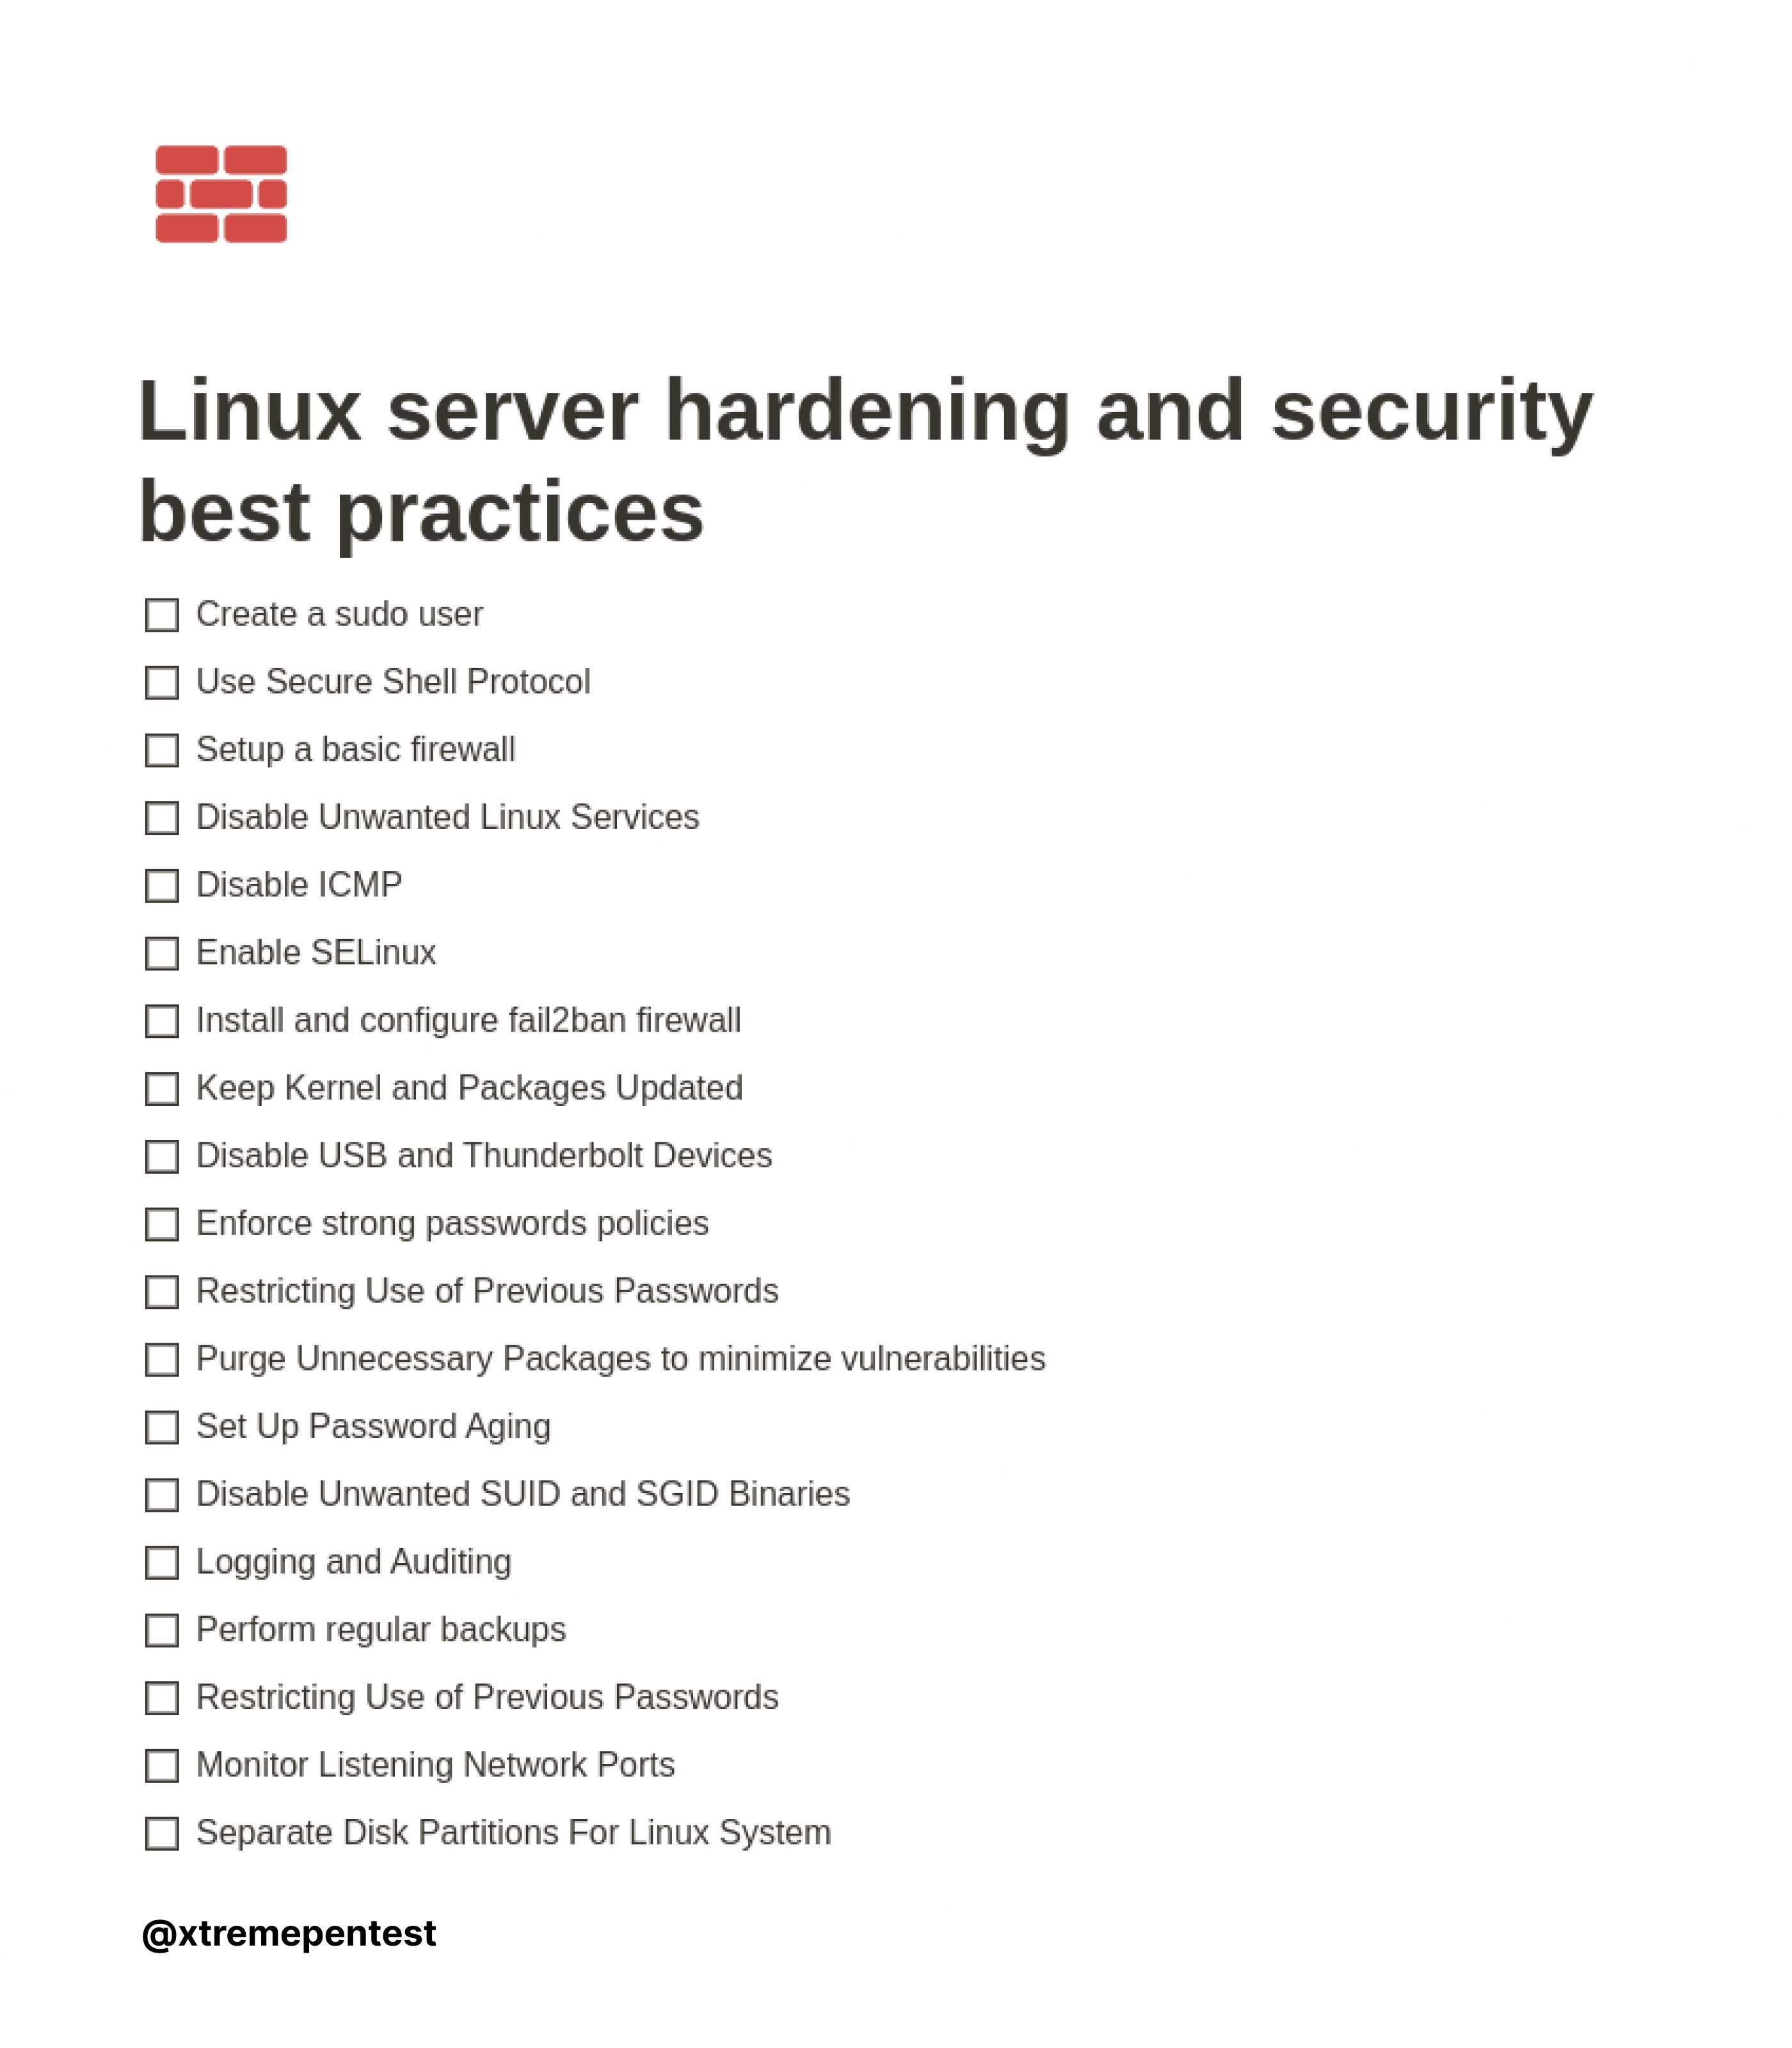 Linux server hardening and security
best practices
Create a sudo user
Use Secure Shell Protocol
Setup a basic firewall
Disable Unwanted Linux Services
Disable ICMP
Enable SELinux
Install and configure fail2ban firewall
Keep Kernel and Packages Updated
Disable USB and Thunderbolt Devices
Enforce strong passwords policies
Restricting Use of Previous Passwords
Purge Unnecessary Packages to minimize vulnerabilities
Set Up Password Aging
Disable Unwanted SUID and SGID Binaries
Logging and Auditing
Perform regular backups
Restricting Use of Previous Passwords
Monitor Listening Network Ports
Separate Disk Partitions For Linux System
@xtremepentest